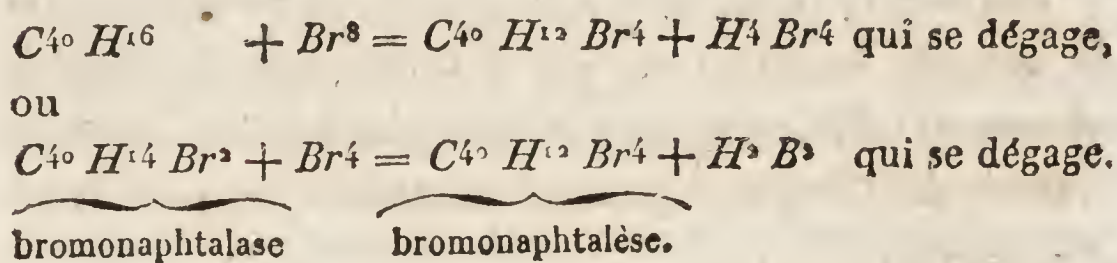 C⁴⁰ H¹⁶ + Br⁸ = C⁴⁰ H¹² Br⁴ + H⁴ Br⁴ qui se dégage,
ou
C⁴⁰ H¹⁴ Br² + Br⁴ = C⁴⁰ H¹² Br⁴ + H² B² qui se dégage.
bromonaphtalase bromonaphtalèse.